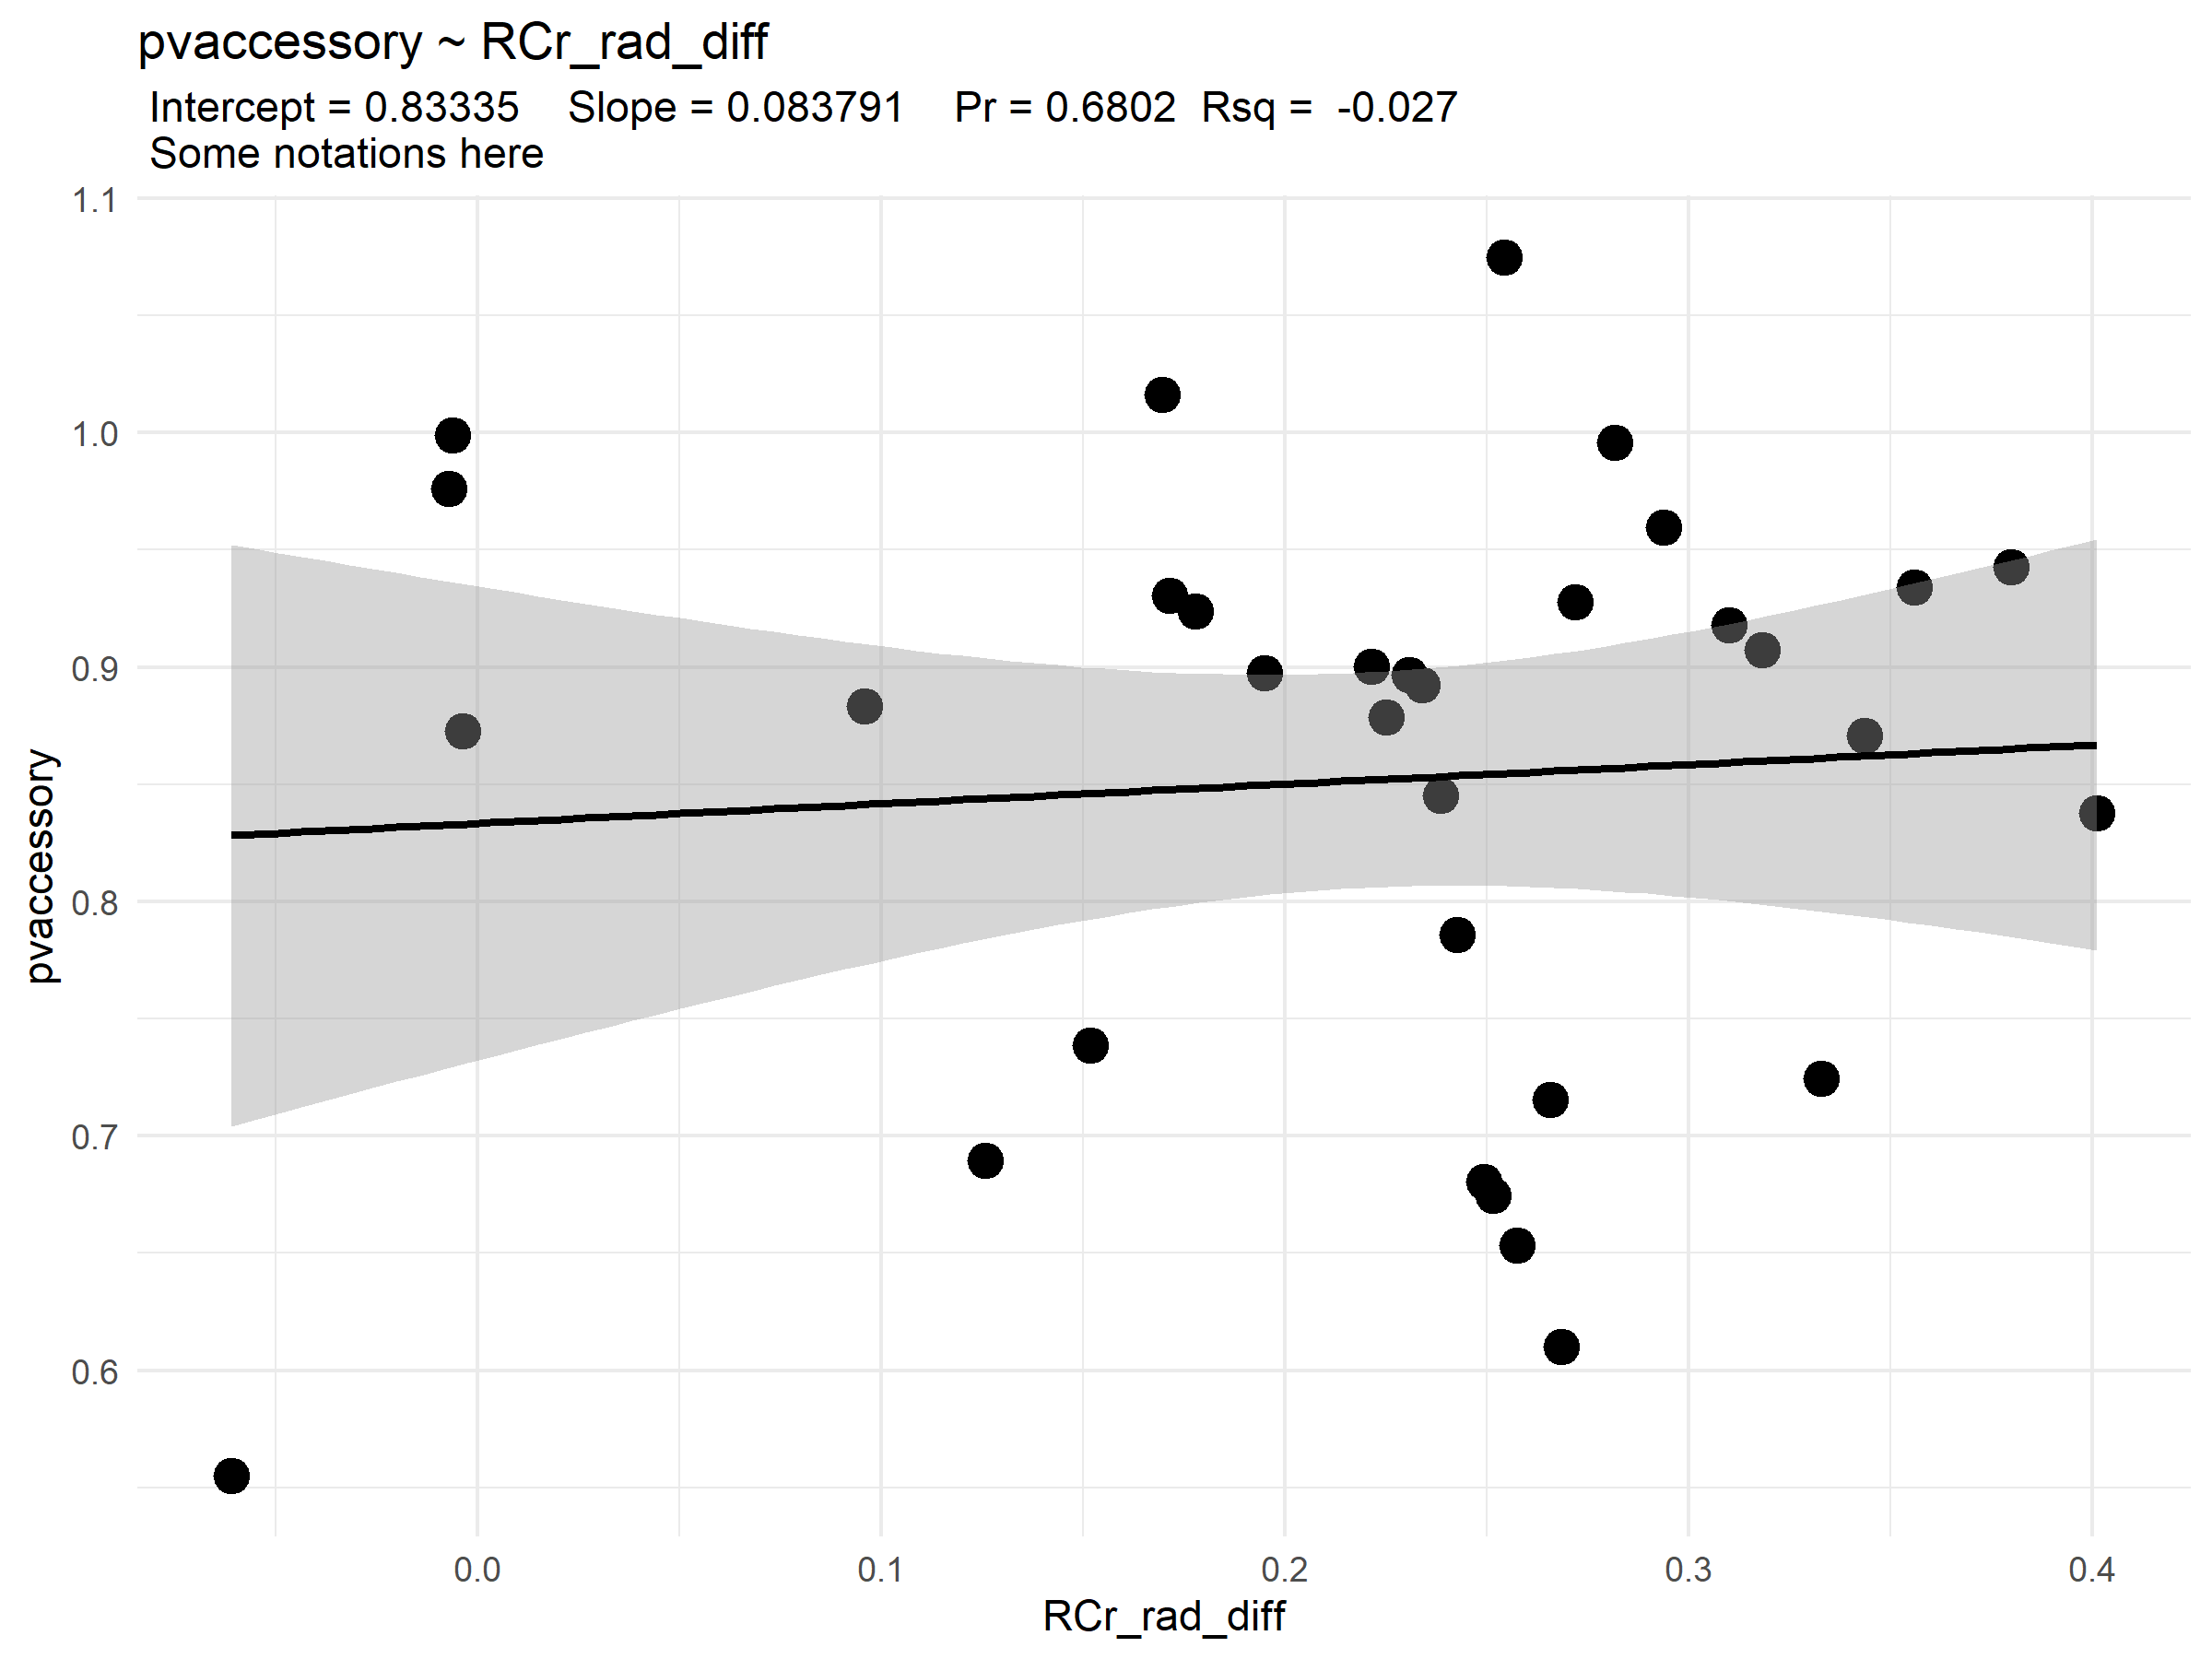 pvaccessory ~ RCr_rad_diff
Intercept = 0.83335 Slope = 0.083791 Pr = 0.6802 Rsq = -0.027
Some notations here
1.1
1.0
0.9
0.8
0.7
0.6
pvaccessory
0.0 0.1 0.2 0.3 0.4
RCr_rad_diff